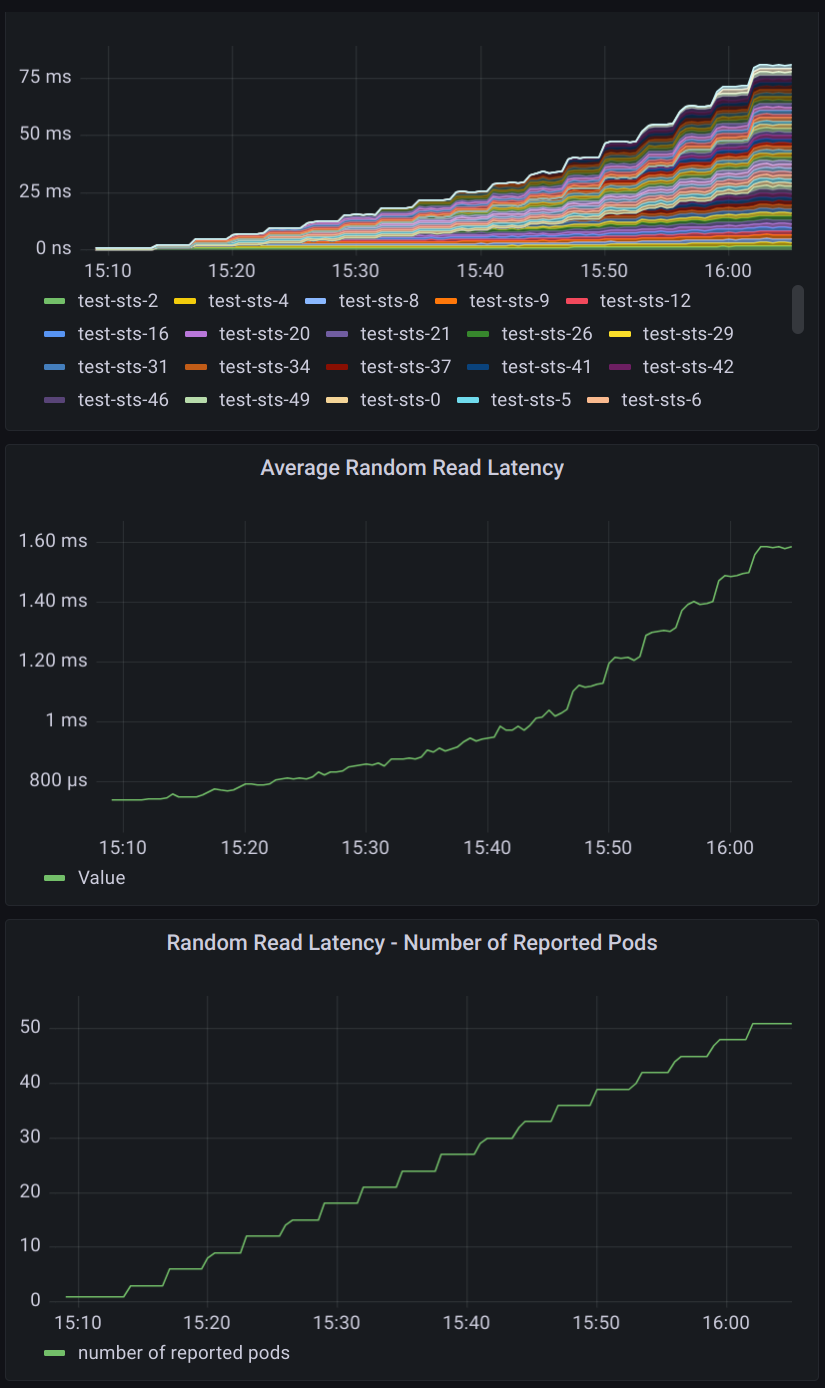 75 ms
50 ms
25 ms
0 ns
15:10 15:20 15:30 15:40 15:50 16:00
test-sts-2 test-sts-4 test-sts-8 test-sts-9 test-sts-12
test-sts-16 test-sts-20 test-sts-21 test-sts-26 test-sts-29
test-sts-31 test-sts-34 test-sts-37 test-sts-41 test-sts-42
test-sts-46 test-sts-49 test-sts-0 test-sts-5 test-sts-6
Average Random Read Latency
1.60 ms
1.40 ms
1.20 ms
1 ms
800 µs
15:10 15:20 15:30 15:40 15:50 16:00
Value
Random Read Latency - Number of Reported Pods
50
40
30
20
10
0
15:10 15:20 15:30 15:40 15:50 16:00
number of reported pods